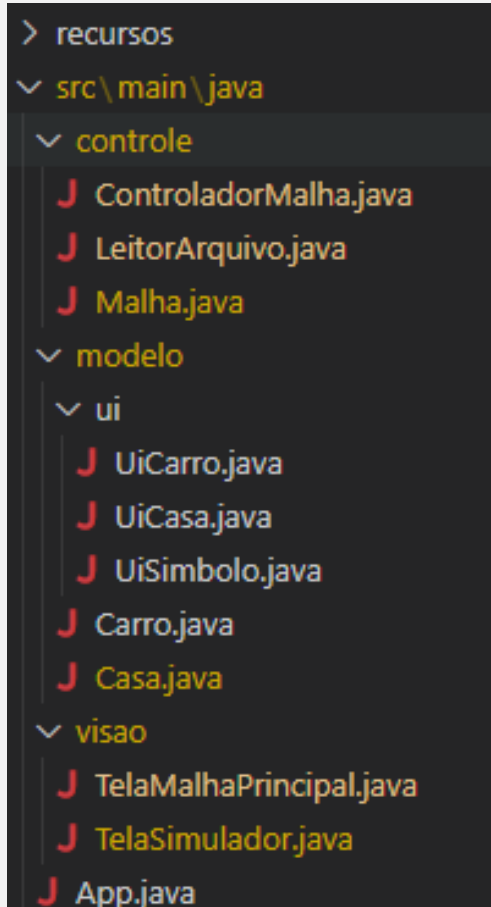 recursos
src\main\java
controle
J ControladorMalha.java
J LeitorArquivo.java
J Malha.java
modelo
ui
J UiCarro.java
J UiCasa.java
J UiSimbolo.java
J Carro.java
J Casa.java
visao
J TelaMalhaPrincipal.java
J TelaSimulador.java
J App.java